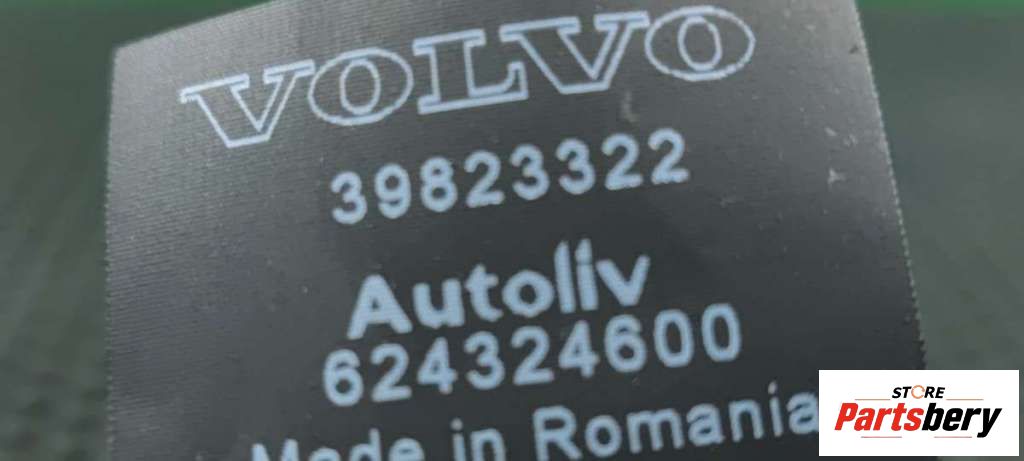 VOLVO
39823322
Autoliv
624324600
Made in Romania
STORE
Partsbery